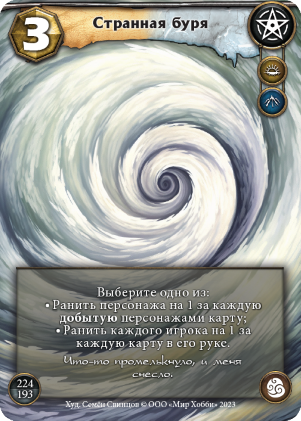 Странная буря
3
Выберите одно из:
• Ранить персонажа на 1 за каждую
добытую персонажами карту;
• Ранить каждого игрока на 1 за
каждую карту в его руке.
Что-то промелькнуло, и меня
снесло.
224
193
Худ. Семён Свинцов © ООО «Мир Хобби» 2023